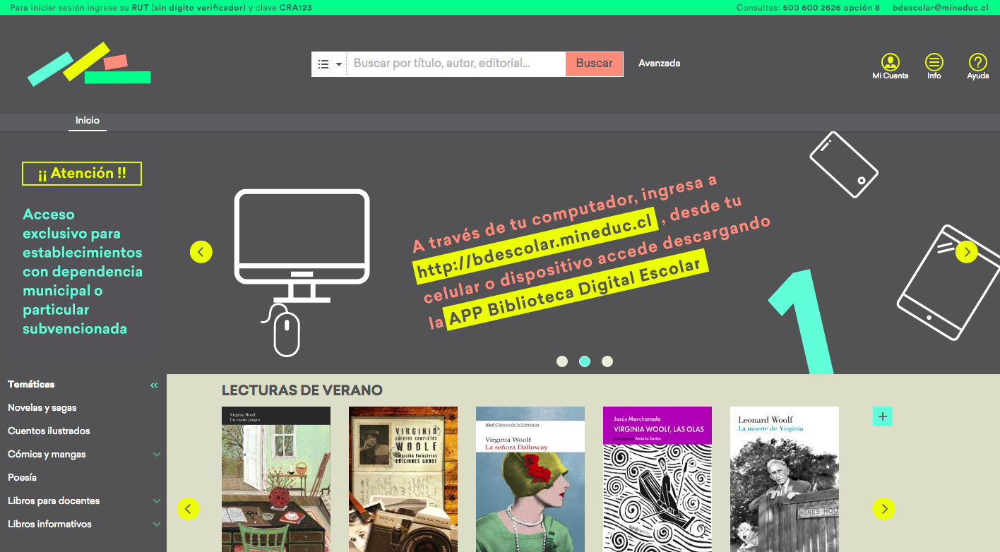 Para iniciar sesión ingrese su RUT (sin dígito verificador) y clave CRA123
Consultas: 600 600 2626 opción 8 bdescolar@mineduc.cl
Buscar por título, autor, editorial...
Buscar
Avanzada
Mi Cuenta
Info
Ayuda
Inicio
¡¡ Atención !!
Acceso
exclusivo para
establecimientos
con dependencia
municipal o
particular
subvencionada
A través de tu computador, ingresa a
http://bdescolar.mineduc.cl , desde tu
celular o dispositivo accede descargando
la APP Biblioteca Digital Escolar
1
Temáticas
Novelas y sagas
Cuentos ilustrados
Cómics y mangas
Poesía
Libros para docentes
Libros informativos
LECTURAS DE VERANO
Virginia Woolf
Un cuarto propio
VIRGINIA
CUENTOS COMPLETOS
WOOLF
Colección Forasteros
EDICIONES GODOT
PRAKTICA
Akal Clásicos de la Literatura
Virginia Woolf
La señora Dalloway
Jesús Marchamalo
VIRGINIA WOOLF, LAS OLAS
Antonio Santos
Leonard Woolf
La muerte de Virginia
MONKS HOU